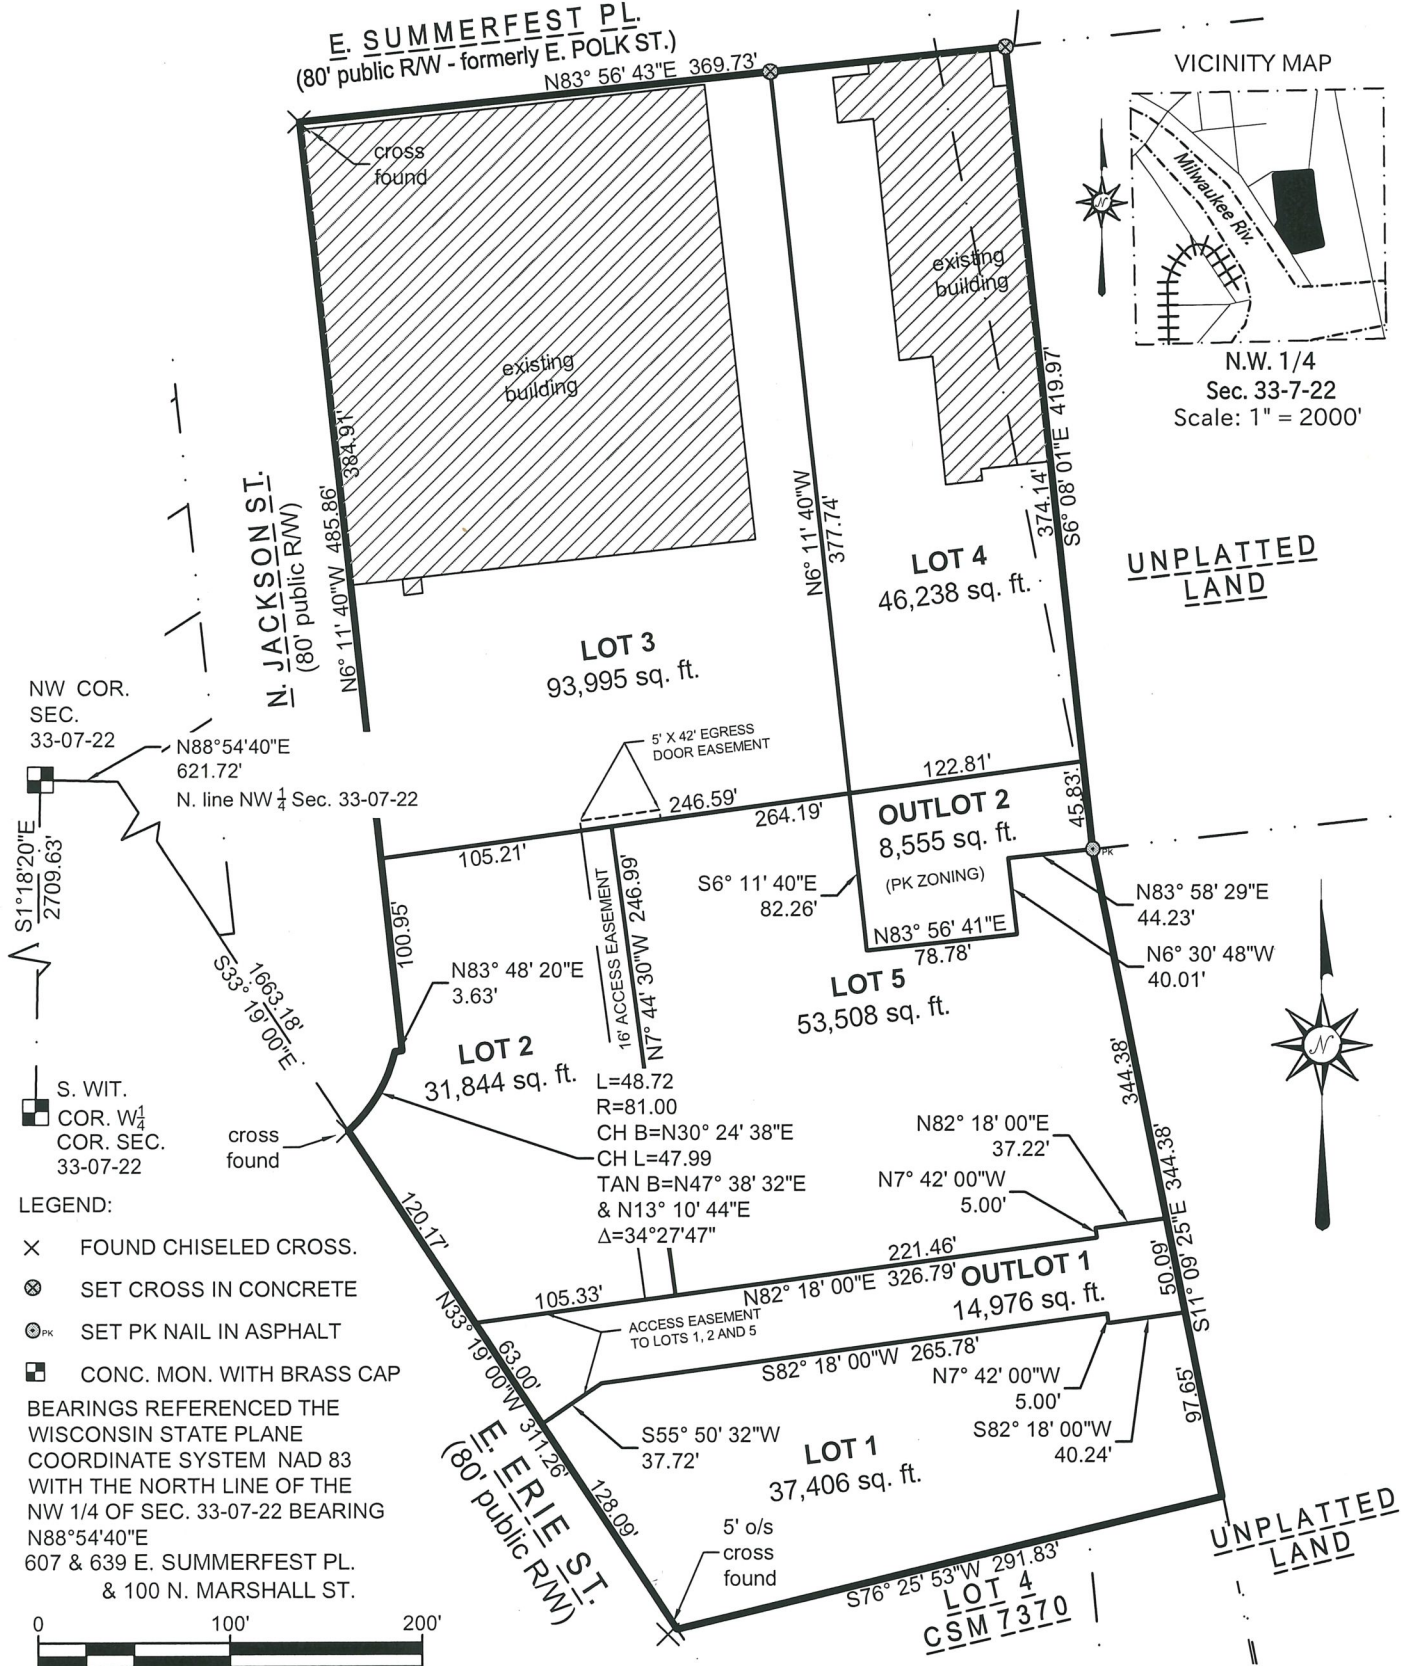 E. SUMMERFEST PL.
(80' public R/W - formerly E. POLK ST.)
N83° 56' 43"E 369.73'
cross
found
existing
building
existing
building
VICINITY MAP
N
Milwaukee Riv.
N.W. 1/4
Sec. 33-7-22
Scale: 1" = 2000'
N. JACKSON ST.
(80' public R/W)
N6° 11' 40"W 485.86'
384.91'
N6° 11' 40"W
377.74'
374.14'
S6° 08' 01"E 419.97'
UNPLATTED
LAND
LOT 4
46,238 sq. ft.
LOT 3
93,995 sq. ft.
NW COR.
SEC.
33-07-22
N88°54'40"E
621.72'
N. line NW 1/4 Sec. 33-07-22
5' X 42' EGRESS
DOOR EASEMENT
122.81'
246.59'
264.19'
105.21'
OUTLOT 2
8,555 sq. ft.
(PK ZONING)
45.83'
PK
S1°18'20"E
2709.63'
S6° 11' 40"E
82.26'
N83° 56' 41"E
78.78'
N83° 58' 29"E
44.23'
N6° 30' 48"W
40.01'
100.95'
16' ACCESS EASEMENT
N7° 44' 30"W 246.99'
N83° 48' 20"E
3.63'
LOT 5
53,508 sq. ft.
1663.18'
S33° 19' 00"E
LOT 2
31,844 sq. ft.
N
S. WIT.
COR. W1/4
COR. SEC.
33-07-22
cross
found
L=48.72
R=81.00
CH B=N30° 24' 38"E
CH L=47.99
TAN B=N47° 38' 32"E
& N13° 10' 44"E
Δ=34°27'47"
344.38'
N82° 18' 00"E
37.22'
N7° 42' 00"W
5.00'
S11° 09' 25"E 344.38'
50.09'
LEGEND:
FOUND CHISELED CROSS.
SET CROSS IN CONCRETE
PK SET PK NAIL IN ASPHALT
CONC. MON. WITH BRASS CAP
120.17'
105.33'
221.46'
N82° 18' 00"E 326.79'
OUTLOT 1
14,976 sq. ft.
ACCESS EASEMENT
TO LOTS 1, 2 AND 5
N33° 19' 00"W 311.26'
63.00'
S82° 18' 00"W 265.78'
N7° 42' 00"W
5.00'
S82° 18' 00"W
40.24'
97.65'
S55° 50' 32"W
37.72'
LOT 1
37,406 sq. ft.
BEARINGS REFERENCED THE
WISCONSIN STATE PLANE
COORDINATE SYSTEM NAD 83
WITH THE NORTH LINE OF THE
NW 1/4 OF SEC. 33-07-22 BEARING
N88°54'40"E
607 & 639 E. SUMMERFEST PL.
& 100 N. MARSHALL ST.
E. ERIE ST.
(80' public R/W)
128.09'
5' o/s
cross
found
S76° 25' 53"W 291.83'
LOT 4
CSM 7370
UNPLATTED
LAND
0 100' 200'